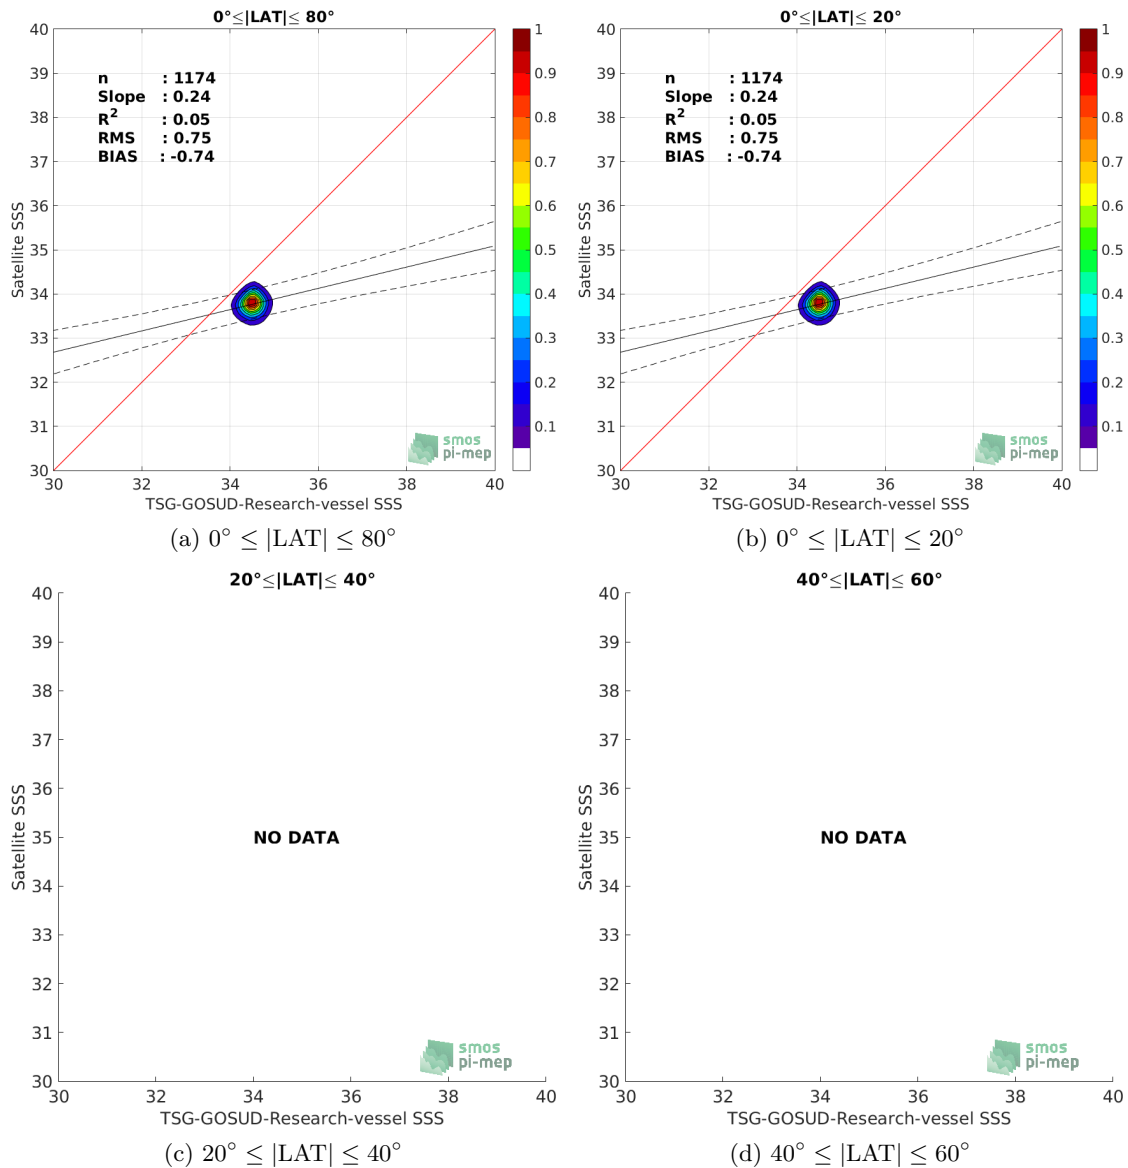 0°≤|LAT|≤ 80°
40
39
38
37
36
35
34
33
32
31
30
Satellite SSS
n : 1174
Slope : 0.24
R² : 0.05
RMS : 0.75
BIAS : -0.74
smos
pi-mep
30 32 34 36 38 40
TSG-GOSUD-Research-vessel SSS
1
0.9
0.8
0.7
0.6
0.5
0.4
0.3
0.2
0.1
(a) 0° ≤ |LAT| ≤ 80°
0°≤|LAT|≤ 20°
40
39
38
37
36
35
34
33
32
31
30
Satellite SSS
n : 1174
Slope : 0.24
R² : 0.05
RMS : 0.75
BIAS : -0.74
smos
pi-mep
30 32 34 36 38 40
TSG-GOSUD-Research-vessel SSS
1
0.9
0.8
0.7
0.6
0.5
0.4
0.3
0.2
0.1
(b) 0° ≤ |LAT| ≤ 20°
20°≤|LAT|≤ 40°
40
39
38
37
36
35
34
33
32
31
30
Satellite SSS
NO DATA
smos
pi-mep
30 32 34 36 38 40
TSG-GOSUD-Research-vessel SSS
(c) 20° ≤ |LAT| ≤ 40°
40°≤|LAT|≤ 60°
40
39
38
37
36
35
34
33
32
31
30
Satellite SSS
NO DATA
smos
pi-mep
30 32 34 36 38 40
TSG-GOSUD-Research-vessel SSS
(d) 40° ≤ |LAT| ≤ 60°